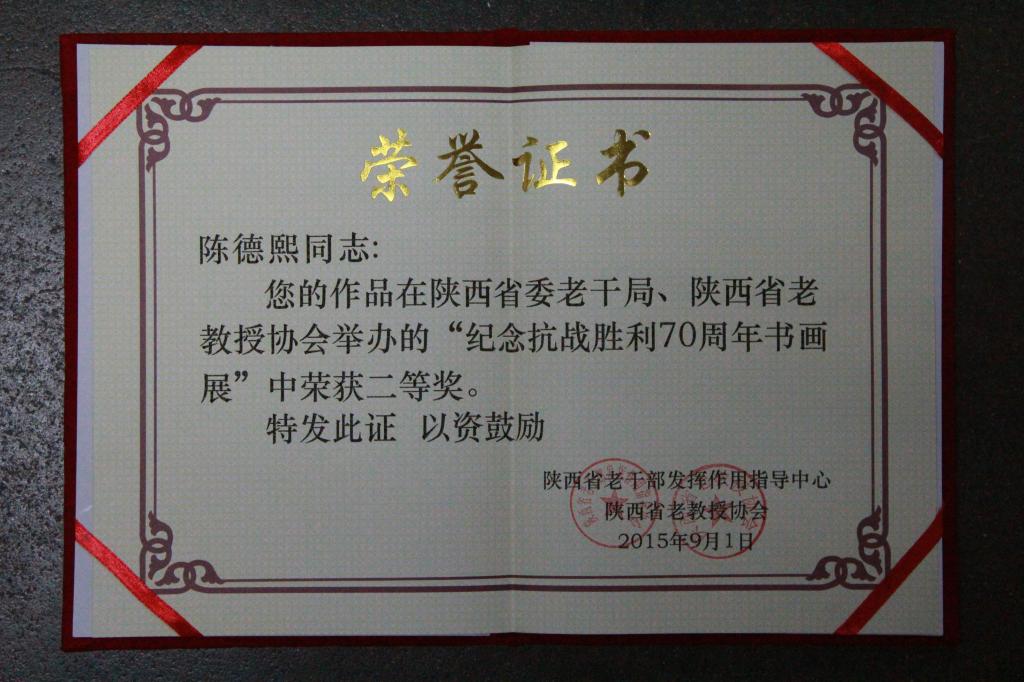 荣誉证书
陈德熙同志:
您的作品在陕西省委老干局、陕西省老
教授协会举办的“纪念抗战胜利70周年书画
展”中荣获二等奖。
特发此证 以资鼓励
陕西省老干部发挥作用指导中心
陕西省老教授协会
2015年9月1日